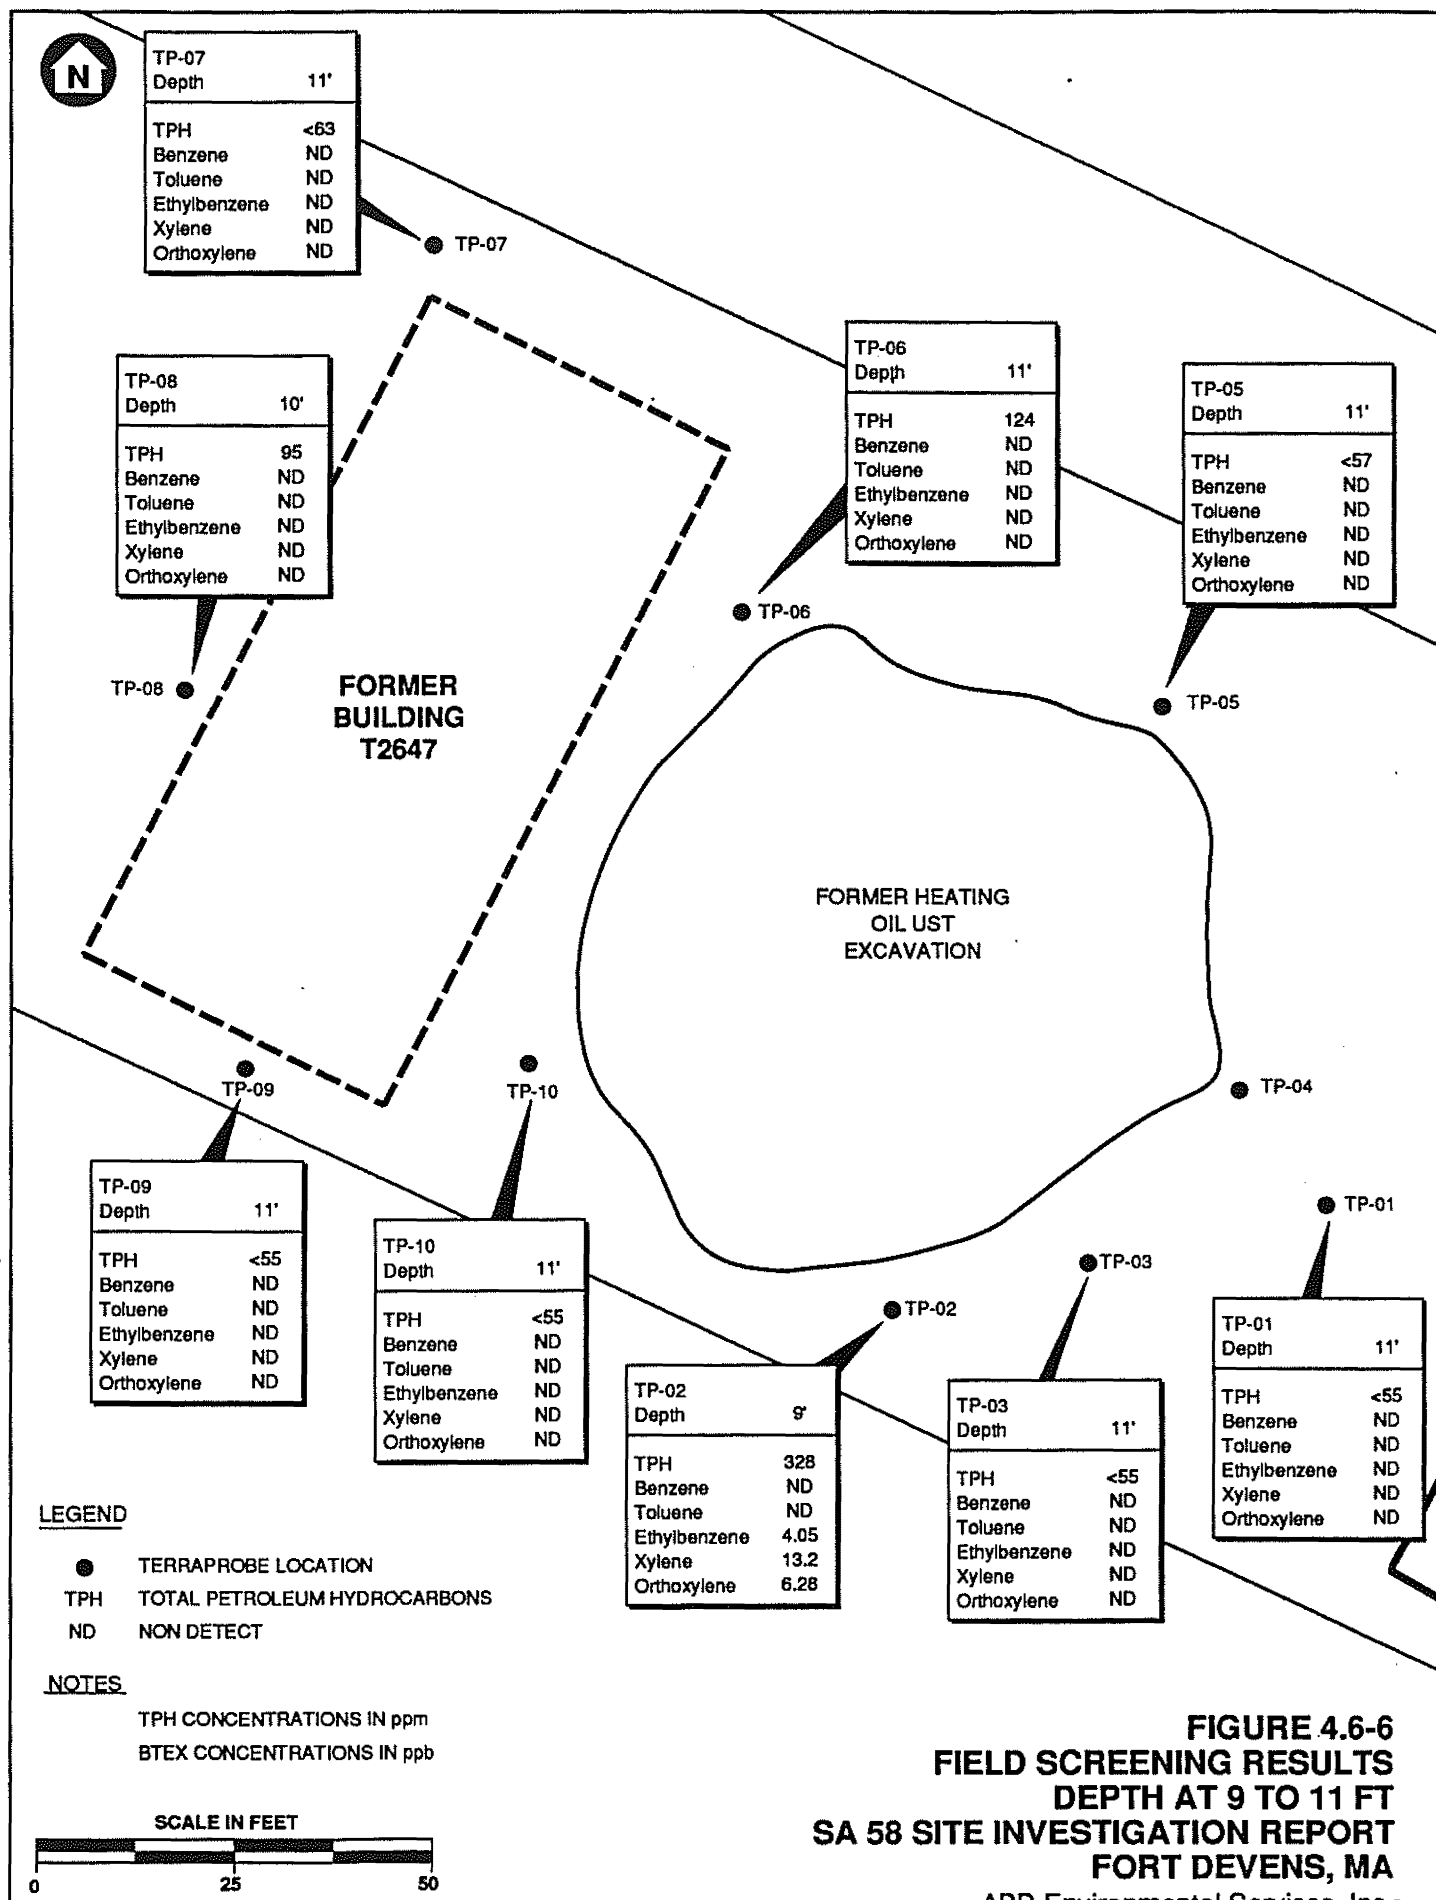 N
TP-07
Depth 11'
TPH <63
Benzene ND
Toluene ND
Ethylbenzene ND
Xylene ND
Orthoxylene ND
TP-07
TP-08
Depth 10'
TPH 95
Benzene ND
Toluene ND
Ethylbenzene ND
Xylene ND
Orthoxylene ND
TP-08
TP-06
Depth 11'
TPH 124
Benzene ND
Toluene ND
Ethylbenzene ND
Xylene ND
Orthoxylene ND
TP-06
TP-05
Depth 11'
TPH <57
Benzene ND
Toluene ND
Ethylbenzene ND
Xylene ND
Orthoxylene ND
TP-05
FORMER
BUILDING
T2647
FORMER HEATING
OIL UST
EXCAVATION
TP-09
TP-10
TP-04
TP-01
TP-03
TP-02
TP-09
Depth 11'
TPH <55
Benzene ND
Toluene ND
Ethylbenzene ND
Xylene ND
Orthoxylene ND
TP-10
Depth 11'
TPH <55
Benzene ND
Toluene ND
Ethylbenzene ND
Xylene ND
Orthoxylene ND
TP-02
Depth 9'
TPH 328
Benzene ND
Toluene ND
Ethylbenzene 4.05
Xylene 13.2
Orthoxylene 6.28
TP-03
Depth 11'
TPH <55
Benzene ND
Toluene ND
Ethylbenzene ND
Xylene ND
Orthoxylene ND
TP-01
Depth 11'
TPH <55
Benzene ND
Toluene ND
Ethylbenzene ND
Xylene ND
Orthoxylene ND
LEGEND
TERRAPROBE LOCATION
TPH TOTAL PETROLEUM HYDROCARBONS
ND NON DETECT
NOTES
TPH CONCENTRATIONS IN ppm
BTEX CONCENTRATIONS IN ppb
SCALE IN FEET
0 25 50
FIGURE 4.6-6
FIELD SCREENING RESULTS
DEPTH AT 9 TO 11 FT
SA 58 SITE INVESTIGATION REPORT
FORT DEVENS, MA
Environmental Services, Inc.